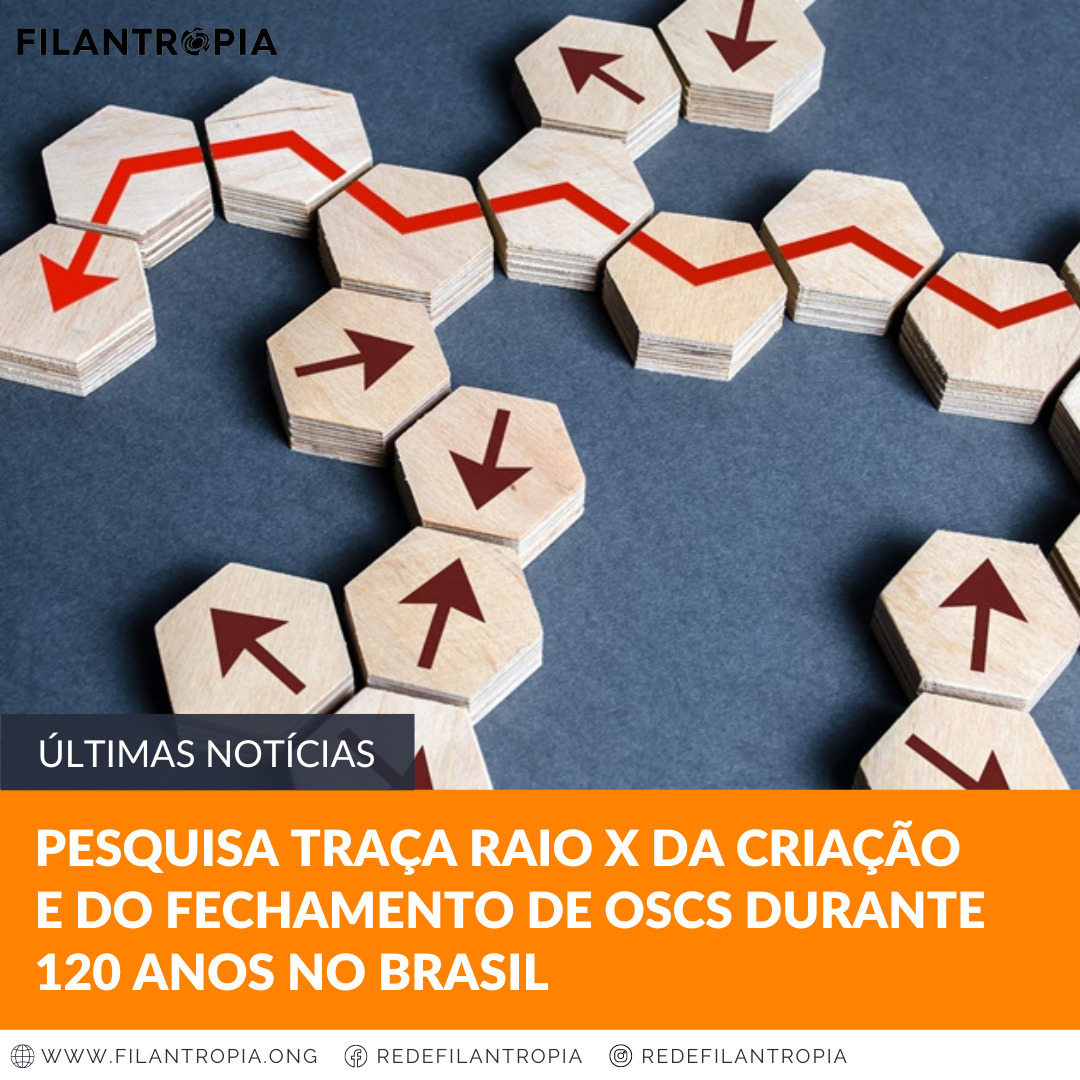 FILANTROPIA
ÚLTIMAS NOTÍCIAS
PESQUISA TRAÇA RAIO X DA CRIAÇÃO
E DO FECHAMENTO DE OSCS DURANTE
120 ANOS NO BRASIL
WWW.FILANTROPIA.ONG REDEFILANTROPIA REDEFILANTROPIA